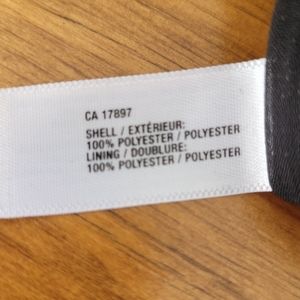 CA 17897
SHELL / EXTÉRIEUR:
100% POLYESTER / POLYESTER
LINING / DOUBLURE:
100% POLYESTER / POLYESTER